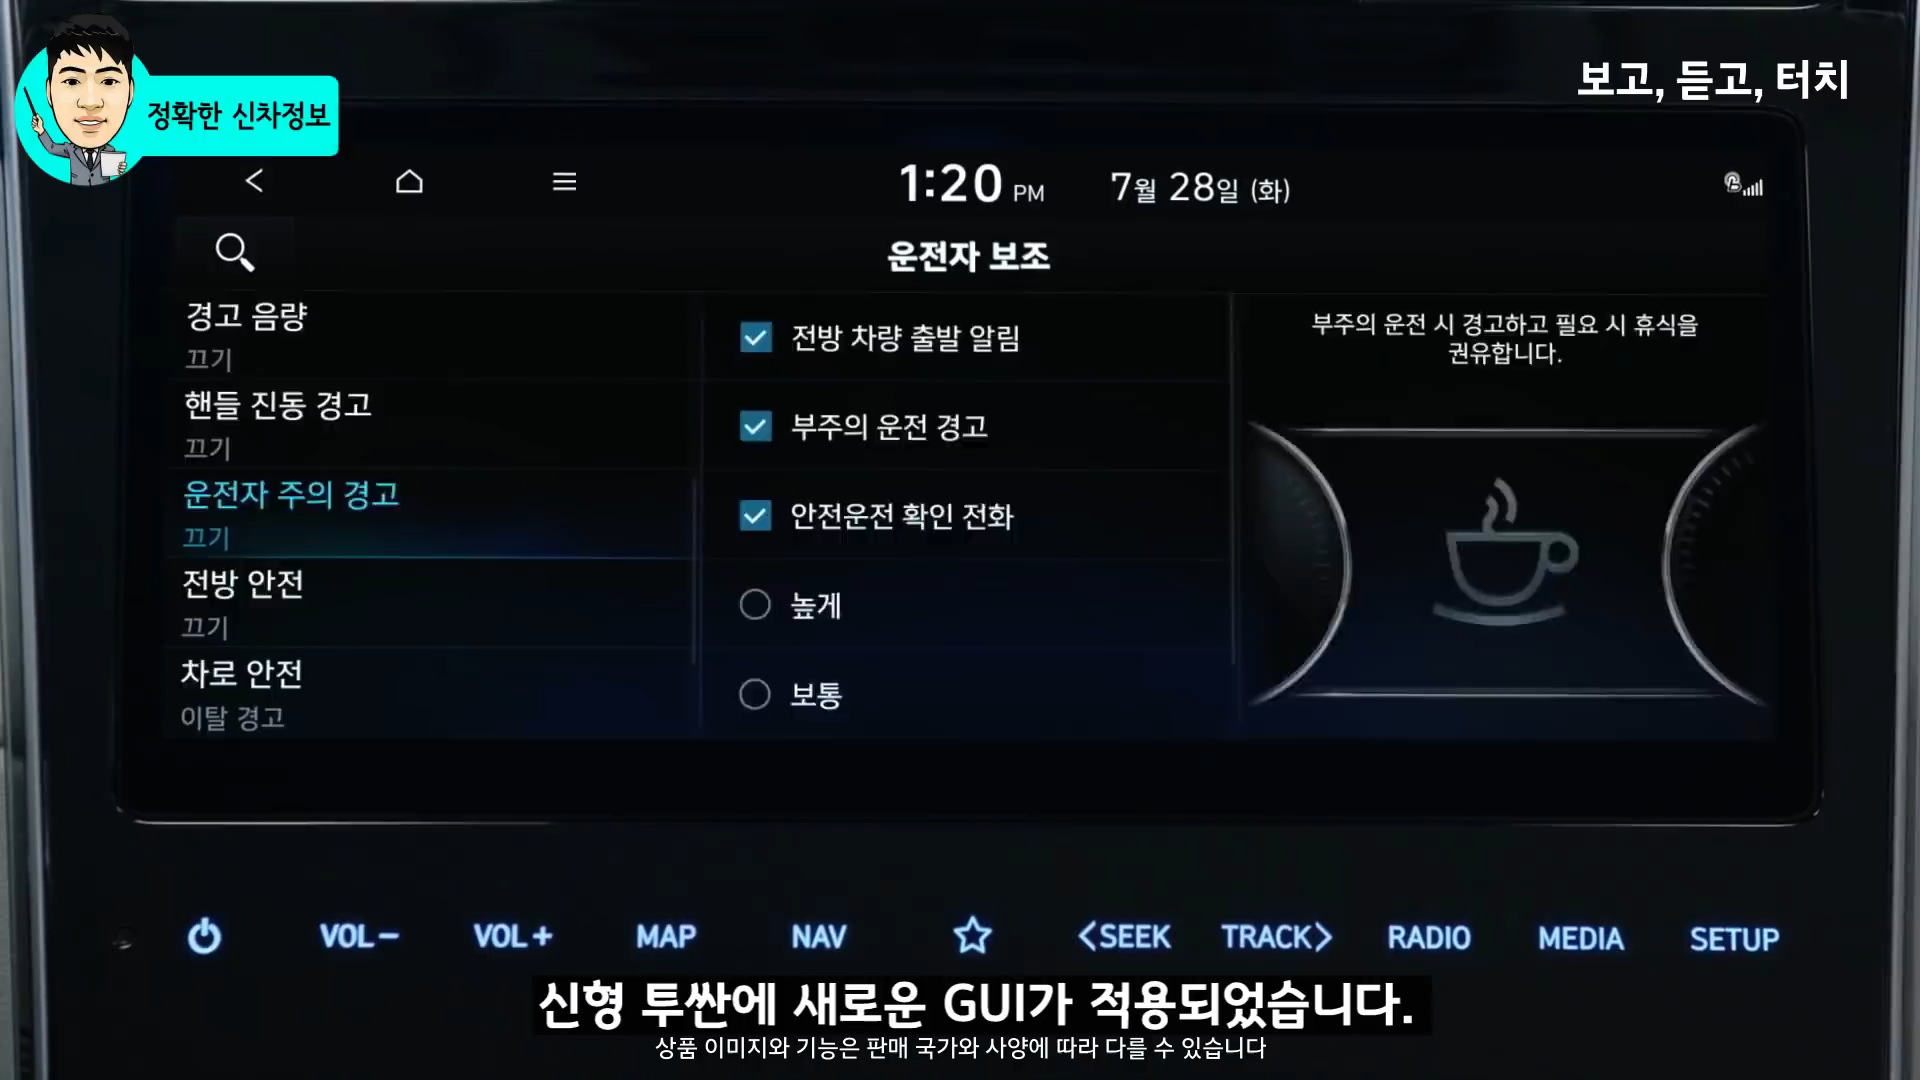 정확한 신차정보
보고, 듣고, 터치
1:20 PM 7월 28일 (화)
운전자 보조
경고 음량
끄기
핸들 진동 경고
끄기
운전자 주의 경고
끄기
전방 안전
끄기
차로 안전
이탈 경고
전방 차량 출발 알림
부주의 운전 경고
안전운전 확인 전화
높게
보통
부주의 운전 시 경고하고 필요 시 휴식을
권유합니다.
VOL- VOL+ MAP NAV <SEEK TRACK> RADIO MEDIA SETUP
신형 투싼에 새로운 GUI가 적용되었습니다.
상품 이미지와 기능은 판매 국가와 사양에 따라 다를 수 있습니다